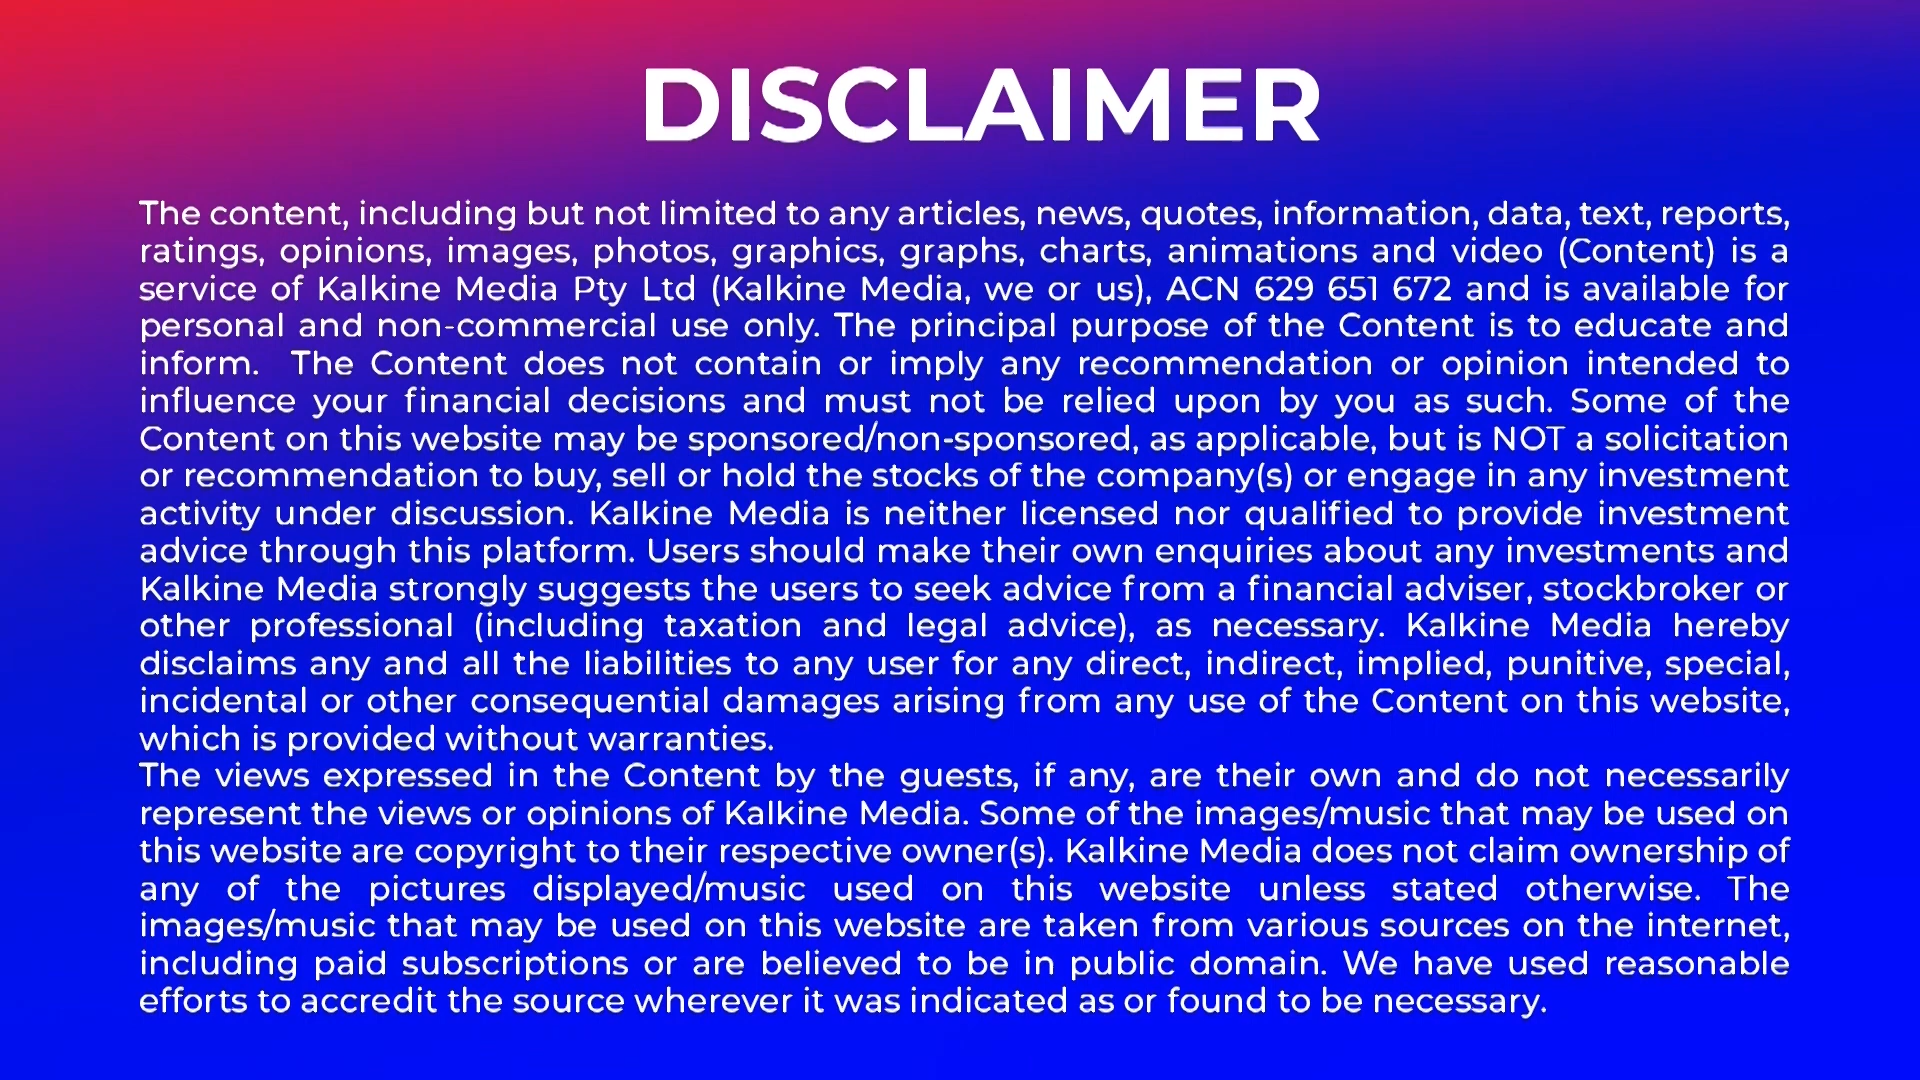 DISCLAIMER
The content, including but not limited to any articles, news, quotes, information, data, text, reports,
ratings, opinions, images, photos, graphics, graphs, charts, animations and video (Content) is a
service of Kalkine Media Pty Ltd (Kalkine Media, we or us), ACN 629 651 672 and is available for
personal and non-commercial use only. The principal purpose of the Content is to educate and
inform.  The Content does not contain or imply any recommendation or opinion intended to
influence your financial decisions and must not be relied upon by you as such. Some of the
Content on this website may be sponsored/non-sponsored, as applicable, but is NOT a solicitation
or recommendation to buy, sell or hold the stocks of the company(s) or engage in any investment
activity under discussion. Kalkine Media is neither licensed nor qualified to provide investment
advice through this platform. Users should make their own enquiries about any investments and
Kalkine Media strongly suggests the users to seek advice from a financial adviser, stockbroker or
other professional (including taxation and legal advice), as necessary. Kalkine Media hereby
disclaims any and all the liabilities to any user for any direct, indirect, implied, punitive, special,
incidental or other consequential damages arising from any use of the Content on this website,
which is provided without warranties.
The views expressed in the Content by the guests, if any, are their own and do not necessarily
represent the views or opinions of Kalkine Media. Some of the images/music that may be used on
this website are copyright to their respective owner(s). Kalkine Media does not claim ownership of
any of the pictures displayed/music used on this website unless stated otherwise. The
images/music that may be used on this website are taken from various sources on the internet,
including paid subscriptions or are believed to be in public domain. We have used reasonable
efforts to accredit the source wherever it was indicated as or found to be necessary.